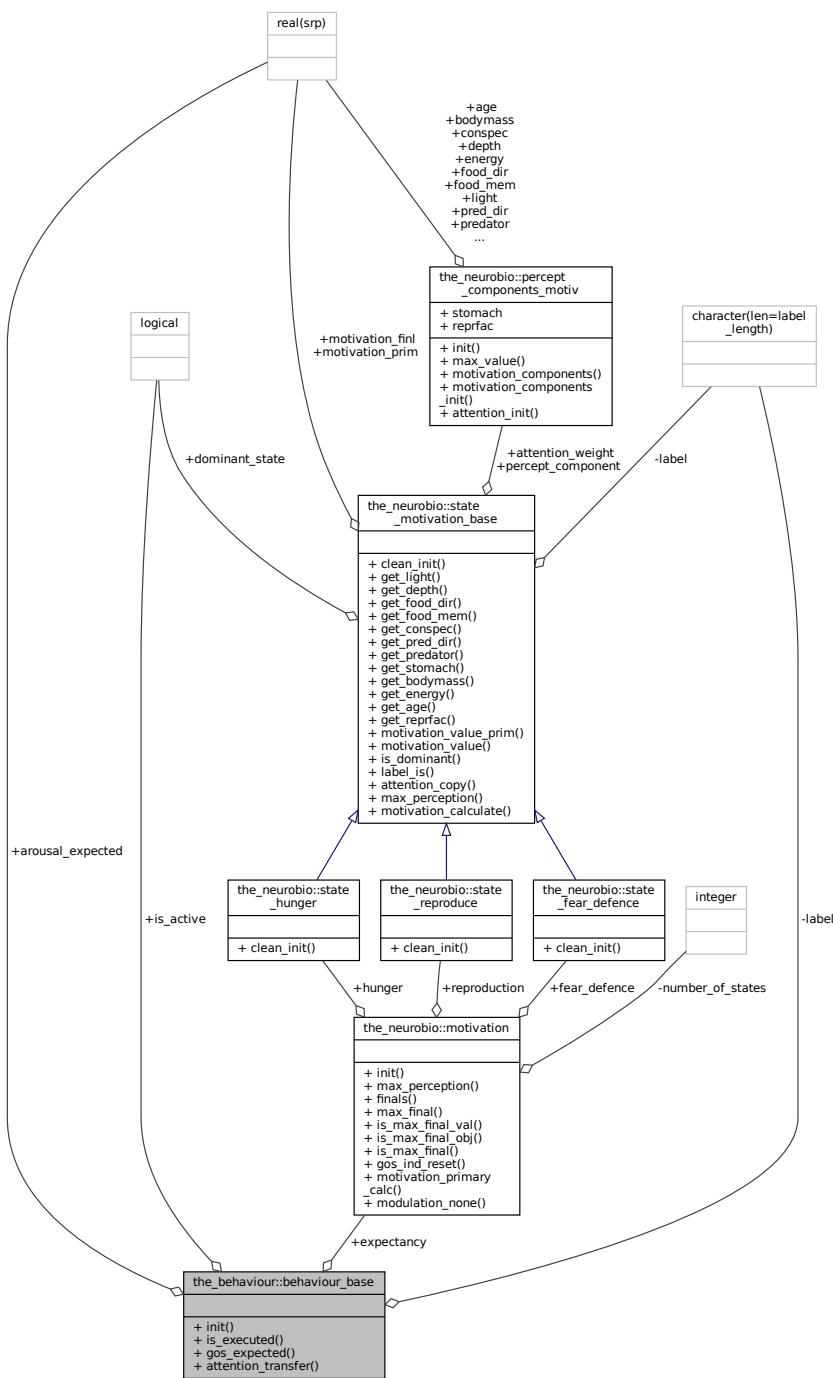 real(srp)
+age
+bodymass
+conspec
+depth
+energy
+food_dir
+food_mem
+light
+pred_dir
+predator
...
the_neurobio::percept
_components_motiv
+ stomach
+ reprfac
+ init()
+ max_value()
+ motivation_components()
+ motivation_components
_init()
+ attention_init()
logical
character(len=label
_length)
+motivation_finl
+motivation_prim
+dominant_state
+attention_weight
+percept_component
-label
the_neurobio::state
_motivation_base
+ clean_init()
+ get_light()
+ get_depth()
+ get_food_dir()
+ get_food_mem()
+ get_conspec()
+ get_pred_dir()
+ get_predator()
+ get_stomach()
+ get_bodymass()
+ get_energy()
+ get_age()
+ get_reprfac()
+ motivation_value_prim()
+ motivation_value()
+ is_dominant()
+ label_is()
+ attention_copy()
+ max_perception()
+ motivation_calculate()
+arousal_expected
+is_active
the_neurobio::state
_hunger
+ clean_init()
the_neurobio::state
_reproduce
+ clean_init()
the_neurobio::state
_fear_defence
+ clean_init()
integer
-label
+hunger
+reproduction
+fear_defence
-number_of_states
the_neurobio::motivation
+ init()
+ max_perception()
+ finals()
+ max_final()
+ is_max_final_val()
+ is_max_final_obj()
+ is_max_final()
+ gos_ind_reset()
+ motivation_primary
_calc()
+ modulation_none()
+expectancy
the_behaviour::behaviour_base
+ init()
+ is_executed()
+ gos_expected()
+ attention_transfer()